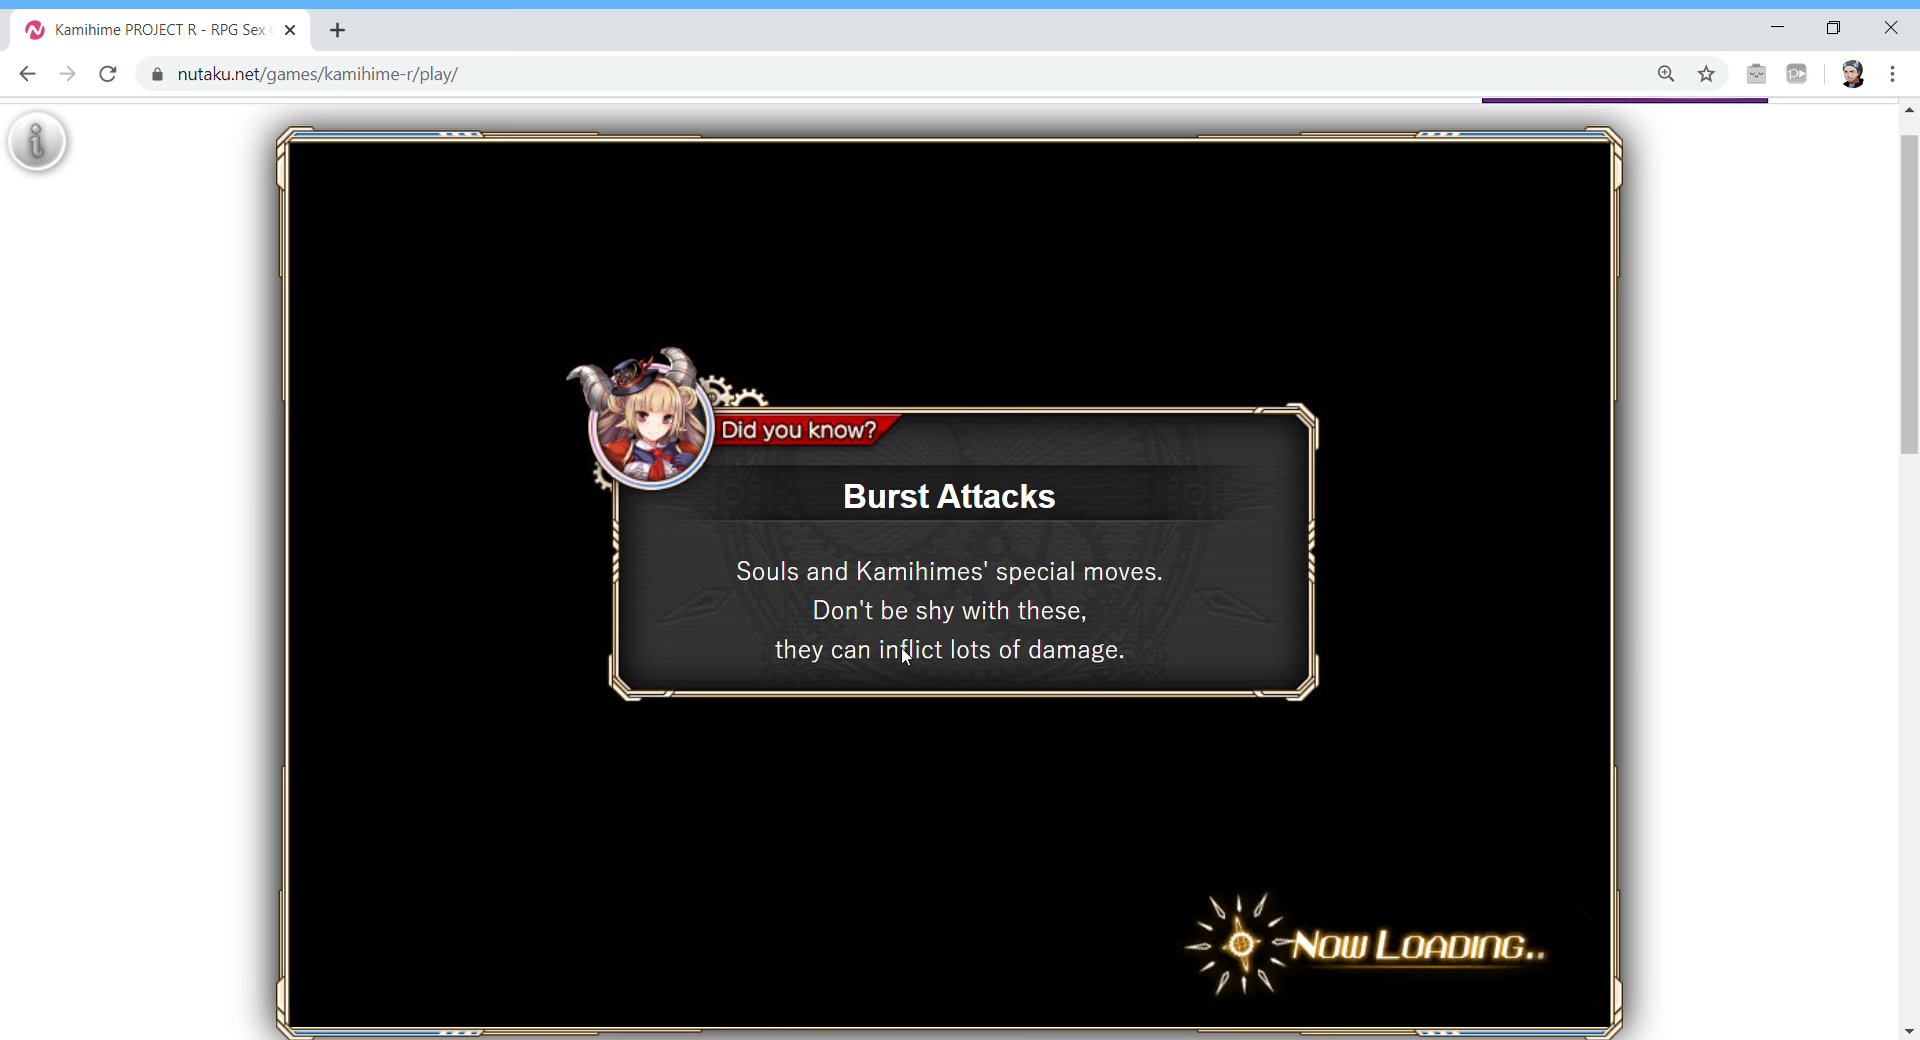 Kamihime PROJECT R - RPG Sex
nutaku.net/games/kamihime-r/play/
Did you know?
Burst Attacks
Souls and Kamihimes' special moves.
Don't be shy with these,
they can inflict lots of damage.
Now Loading..